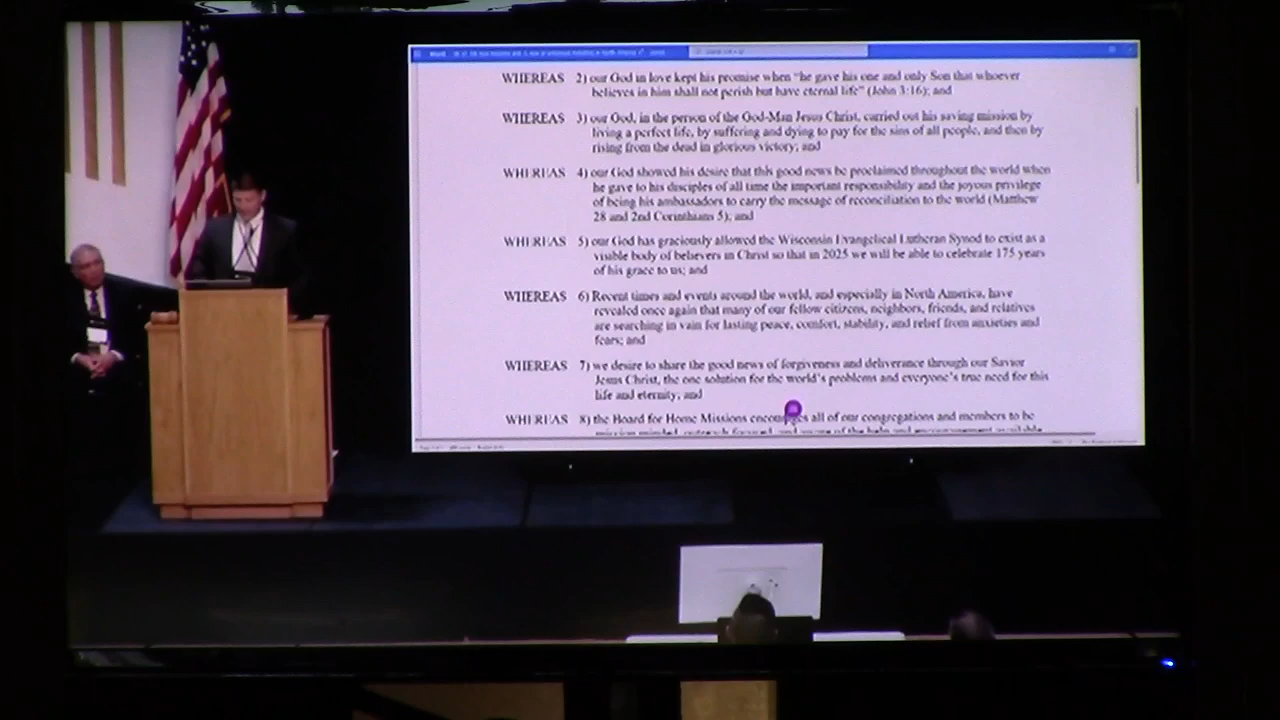 Word
WHEREAS 2) our God in love kept his promise when "he gave his one and only Son that whoever
believes in him shall not perish but have eternal life" (John 3:16); and
WHEREAS 3) our God, in the person of the God-Man Jesus Christ, carried out his saving mission by
living a perfect life, by suffering and dying to pay for the sins of all people, and then by
rising from the dead in glorious victory; and
WHEREAS 4) our God showed his desire that this good news be proclaimed throughout the world when
he gave to his disciples of all time the important responsibility and the joyous privilege
of being his ambassadors to carry the message of reconciliation to the world (Matthew
28 and 2nd Corinthians 5); and
WHEREAS 5) our God has graciously allowed the Wisconsin Evangelical Lutheran Synod to exist as a
visible body of believers in Christ so that in 2025 we will be able to celebrate 175 years
of his grace to us; and
WHEREAS 6) Recent times and events around the world, and especially in North America, have
revealed once again that many of our fellow citizens, neighbors, friends, and relatives
are searching in vain for lasting peace, comfort, stability, and relief from anxieties and
fears; and
WHEREAS 7) we desire to share the good news of forgiveness and deliverance through our Savior
Jesus Christ, the one solution for the world's problems and everyone's true need for this
life and eternity; and
WHEREAS 8) the Board for Home Missions encourages all of our congregations and members to be